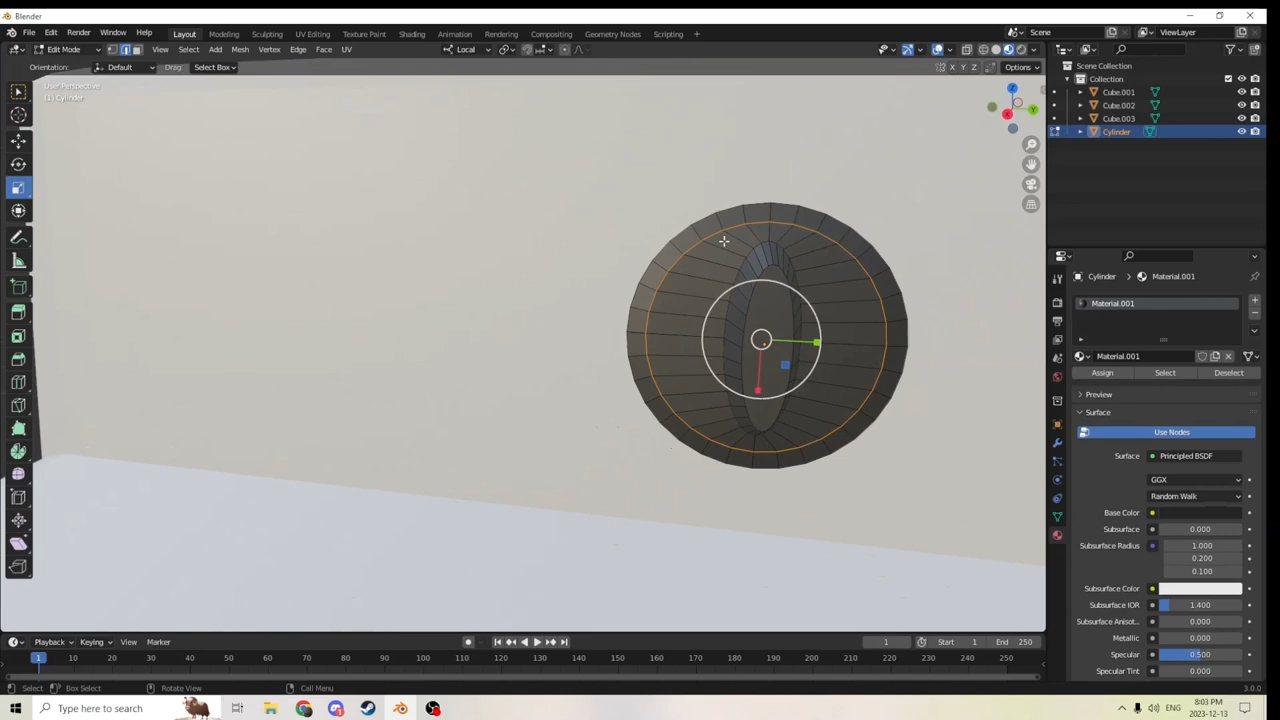 Blender
File Edit Render Window Help Layout Modeling Sculpting UV Editing Texture Paint Shading Animation Rendering Compositing Geometry Nodes Scripting + Scene ViewLayer
Edit Mode View Select Add Mesh Vertex Edge Face UV Local
Orientation: Default Drag: Select Box X Y Z Options
User Perspective
(1) Cylinder
Z
Y
X
Scene Collection
Collection
Cube.001
Cube.002
Cube.003
Cylinder
Cylinder Material.001
Material.001
Material.001
Assign Select Deselect
Preview
Surface
Use Nodes
Surface Principled BSDF
GGX
Random Walk
Base Color
Subsurface 0.000
Subsurface Radius 1.000
0.200
0.100
Subsurface Color
Subsurface IOR 1.400
Subsurface Anisot... 0.000
Metallic 0.000
Specular 0.500
Specular Tint 0.000
Playback Keying View Marker 1 Start 1 End 250
1 10 20 30 40 50 60 70 80 90 100 110 120 130 140 150 160 170 180 190 200 210 220 230 240 250
Select Box Select Rotate View Call Menu 3.0.0
Type here to search ENG 8:03 PM
2023-12-13